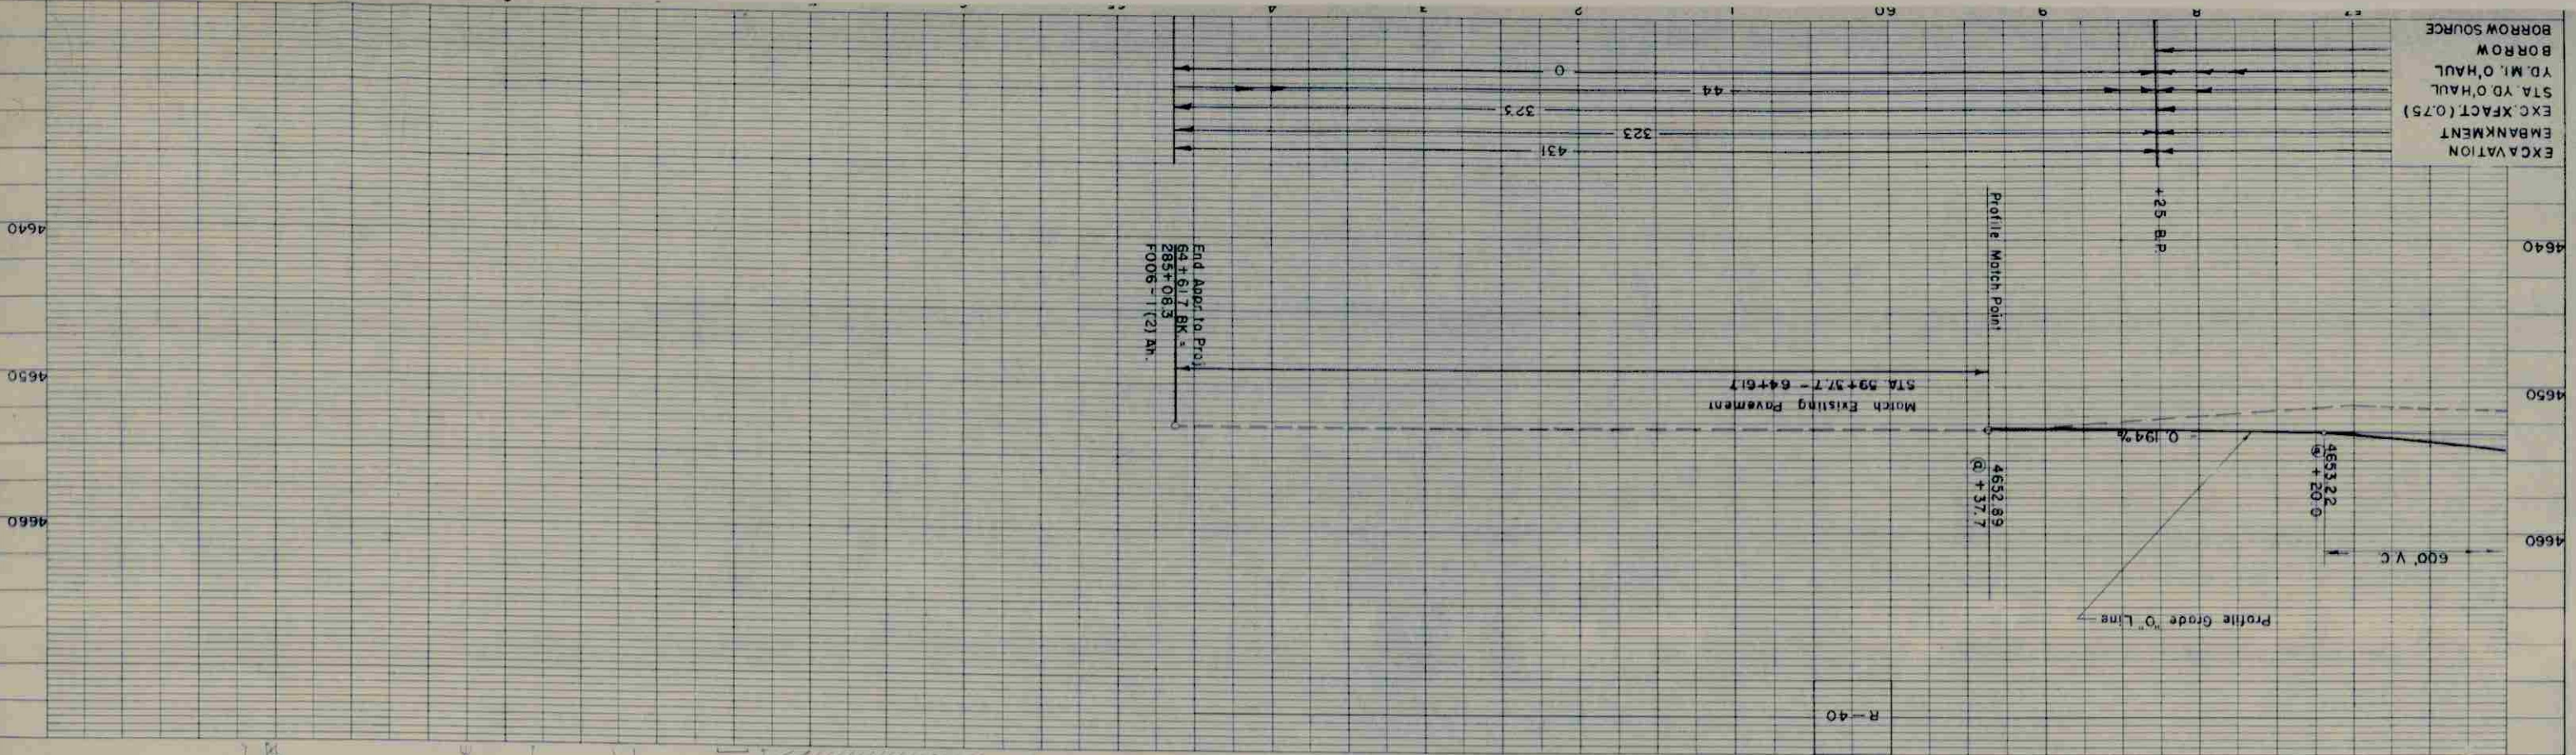 R-40
Profile Grade "O" Line
600' V.C.
4660
4660
4653.22
@ +20.0
4652.89
@ +37.7
- 0.194%
Match Existing Pavement
STA. 59+37.7 - 64+61.7
4650
4650
End Appr. to Proj.
64+61.7 BK. =
285+08.3
F006-1(2) Ah.
Profile Match Point
4640
4640
+25 B.P.
EXCAVATION
431
EMBANKMENT
323
EXC. X FACT. (0.75)
323
STA. YD. O'HAUL
44
YD. MI. O'HAUL
0
BORROW
BORROW SOURCE
8
9
60
1
2
3
4